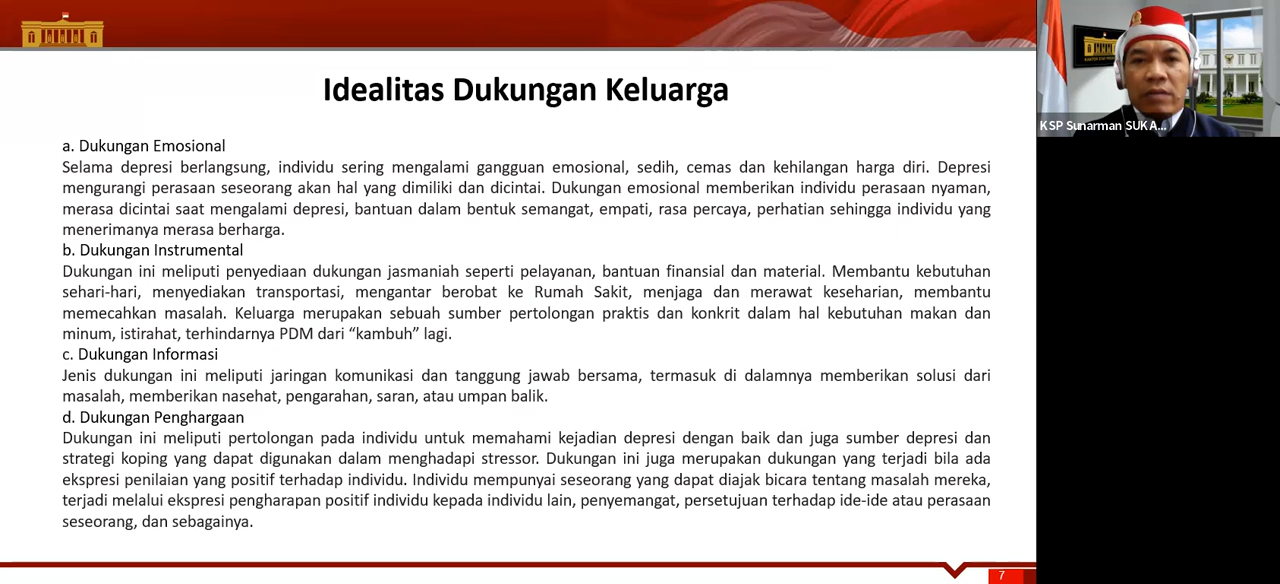 Idealitas Dukungan Keluarga
a. Dukungan Emosional
Selama depresi berlangsung, individu sering mengalami gangguan emosional, sedih, cemas dan kehilangan harga diri. Depresi
mengurangi perasaan seseorang akan hal yang dimiliki dan dicintai. Dukungan emosional memberikan individu perasaan nyaman,
merasa dicintai saat mengalami depresi, bantuan dalam bentuk semangat, empati, rasa percaya, perhatian sehingga individu yang
menerimanya merasa berharga.
b. Dukungan Instrumental
Dukungan ini meliputi penyediaan dukungan jasmaniah seperti pelayanan, bantuan finansial dan material. Membantu kebutuhan
sehari-hari, menyediakan transportasi, mengantar berobat ke Rumah Sakit, menjaga dan merawat keseharian, membantu
memecahkan masalah. Keluarga merupakan sebuah sumber pertolongan praktis dan konkrit dalam hal kebutuhan makan dan
minum, istirahat, terhindarnya PDM dari “kambuh” lagi.
c. Dukungan Informasi
Jenis dukungan ini meliputi jaringan komunikasi dan tanggung jawab bersama, termasuk di dalamnya memberikan solusi dari
masalah, memberikan nasehat, pengarahan, saran, atau umpan balik.
d. Dukungan Penghargaan
Dukungan ini meliputi pertolongan pada individu untuk memahami kejadian depresi dengan baik dan juga sumber depresi dan
strategi koping yang dapat digunakan dalam menghadapi stressor. Dukungan ini juga merupakan dukungan yang terjadi bila ada
ekspresi penilaian yang positif terhadap individu. Individu mempunyai seseorang yang dapat diajak bicara tentang masalah mereka,
terjadi melalui ekspresi pengharapan positif individu kepada individu lain, penyemangat, persetujuan terhadap ide-ide atau perasaan
seseorang, dan sebagainya.
7
KSP Sunarman SUKA...